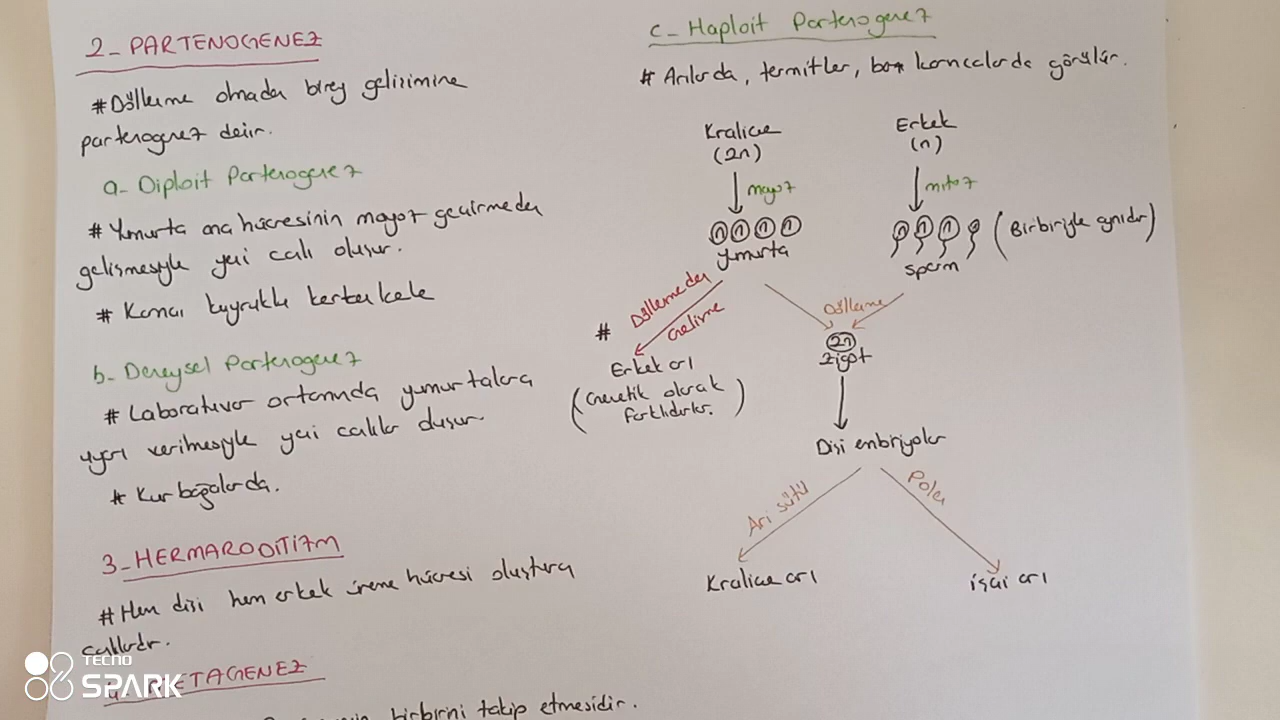 2- PARTENOGENEZ
# Döllenme olmadan birey gelişimine
partenogenez denir.
a- Diploit Partenogenez
# Yumurta ana hücresinin mayoz geçirmeden
gelişmesiyle yeni canlı oluşur.
# Kamçı kuyruklu kertenkele
b- Deneysel Partenogenez
# Laboratuvar ortamında yumurtalara
uyarı verilmesiyle yeni canlılar oluşur.
# Kurbağalarda.
3- HERMARODİTİZM
# Hem dişi hem erkek üreme hücresi oluşturan
canlılardır.
4- METAGENEZ
birbirini takip etmesidir.
c- Haploit Partenogenez
# Arılarda, termitler, bazı karıncalarda görülür.
Kraliçe
(2n)
mayoz
n n n n
yumurta
Erkek
(n)
mitoz
n n n
(Birbiriyle aynıdır)
sperm
# Döllenmeden
Gelişme
Erkek arı
(Genetik olarak
farklıdırlar.)
Döllenme
2n
zigot
Dişi embriyolar
Arı sütü
Polen
Kraliçe arı
işçi arı
TECNO
SPARK